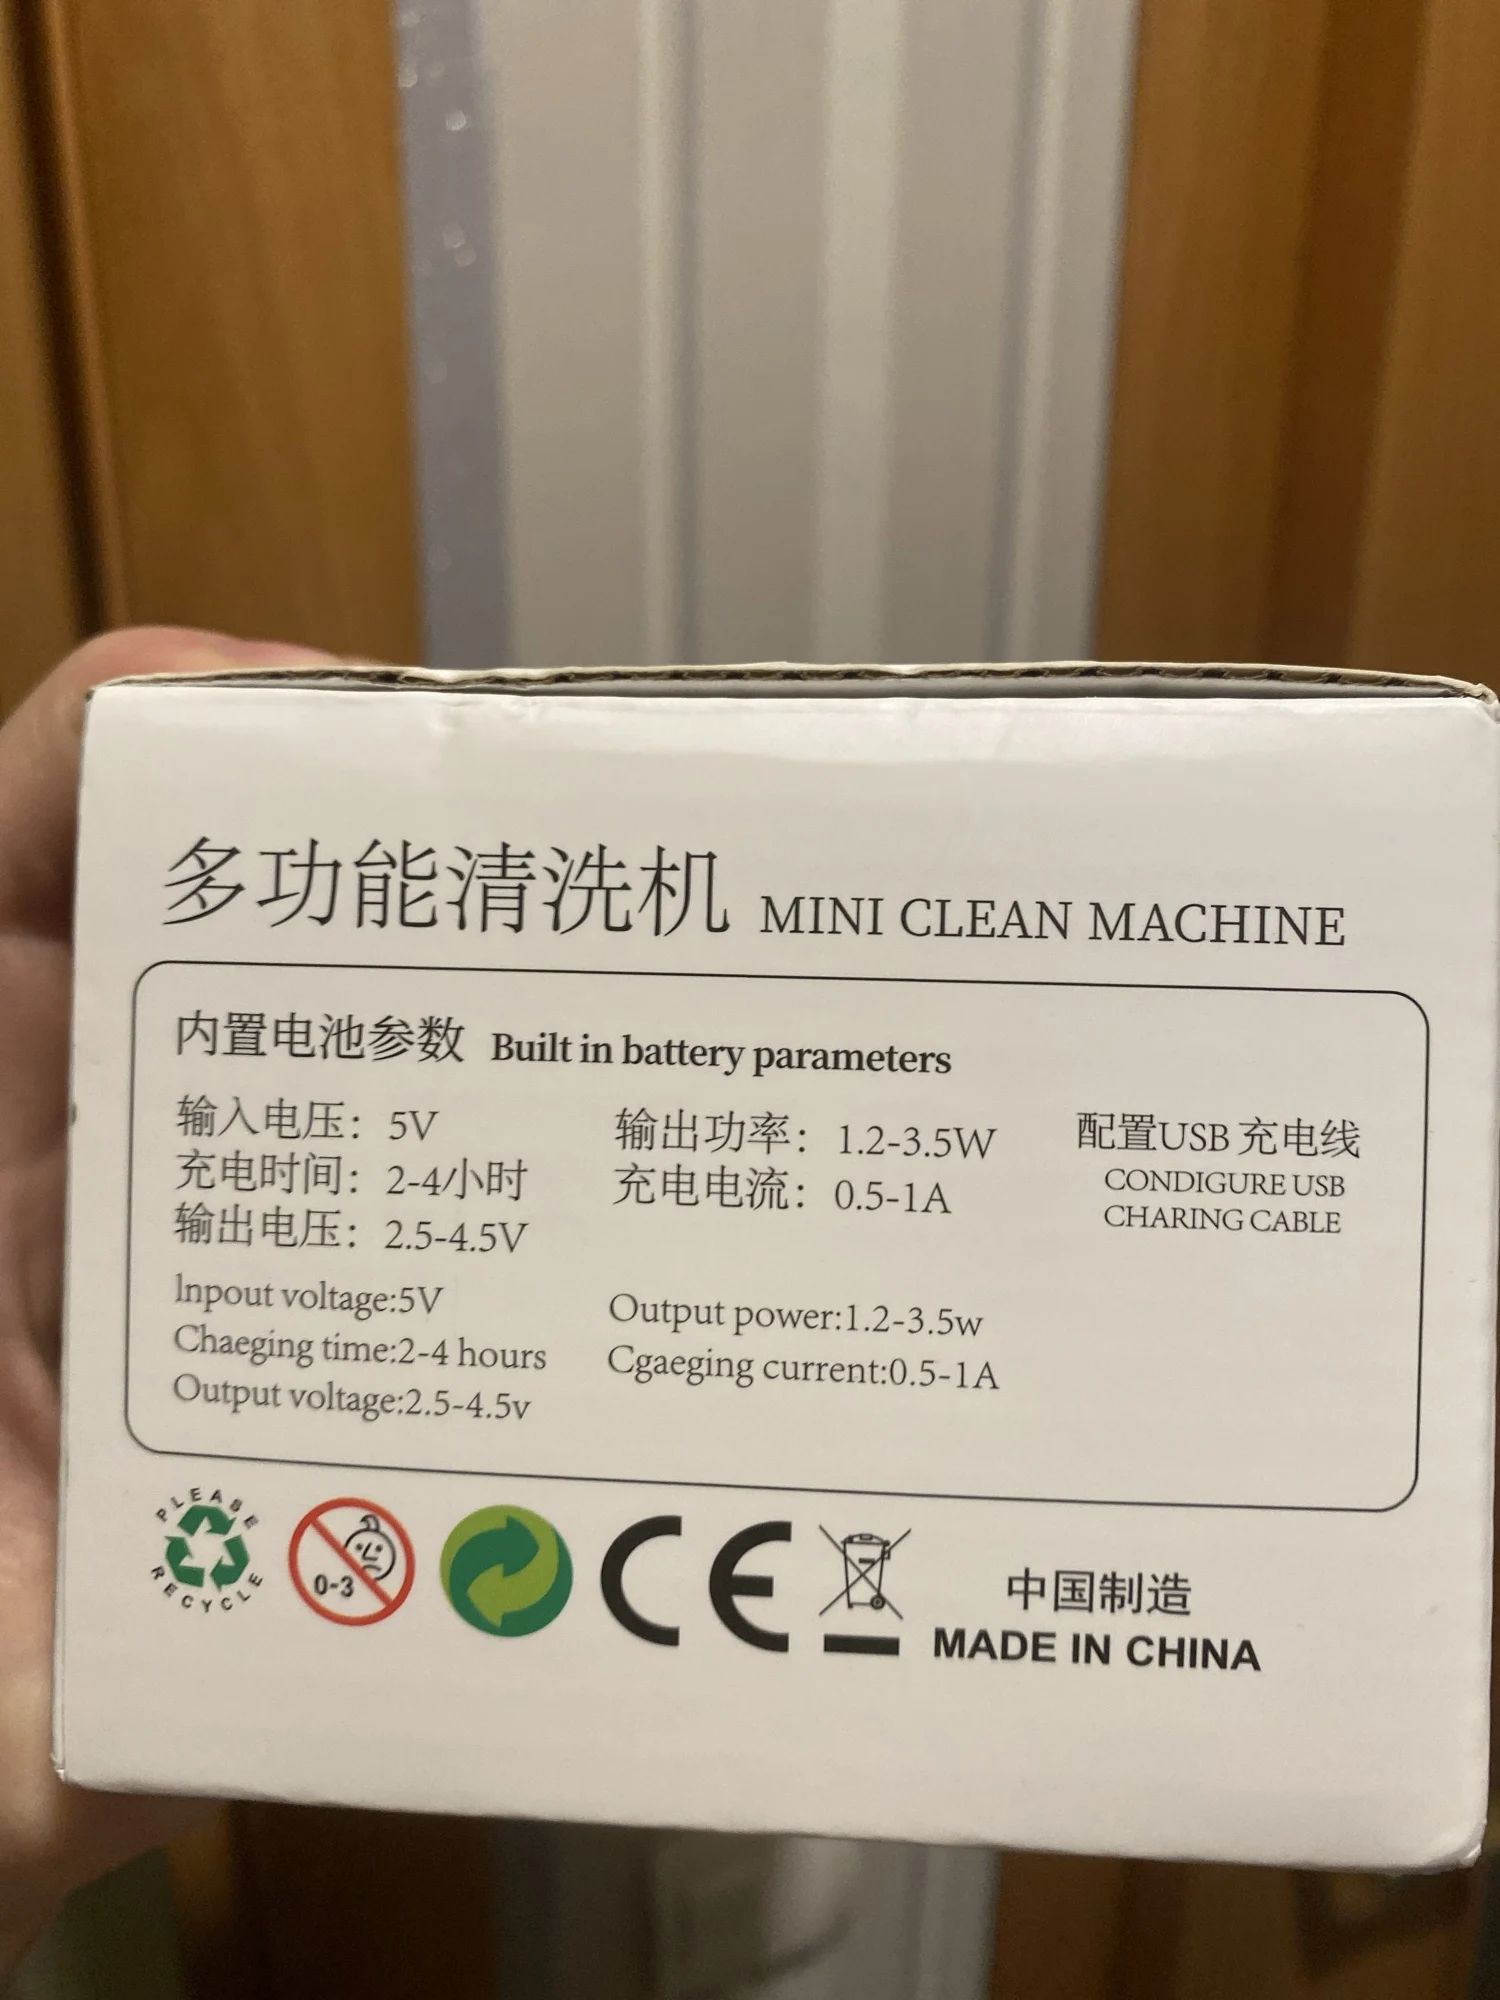 多功能清洗机 MINI CLEAN MACHINE
内置电池参数 Built in battery parameters
输入电压：5V
充电时间：2-4小时
输出电压：2.5-4.5V
输出功率：1.2-3.5W
充电电流：0.5-1A
配置USB充电线
CONDIGURE USB
CHARING CABLE
lnpout voltage:5V
Chaeging time:2-4 hours
Output voltage:2.5-4.5v
Output power:1.2-3.5w
Cgaeging current:0.5-1A
PLEASE
RECYCLE
0-3
CE
中国制造
MADE IN CHINA